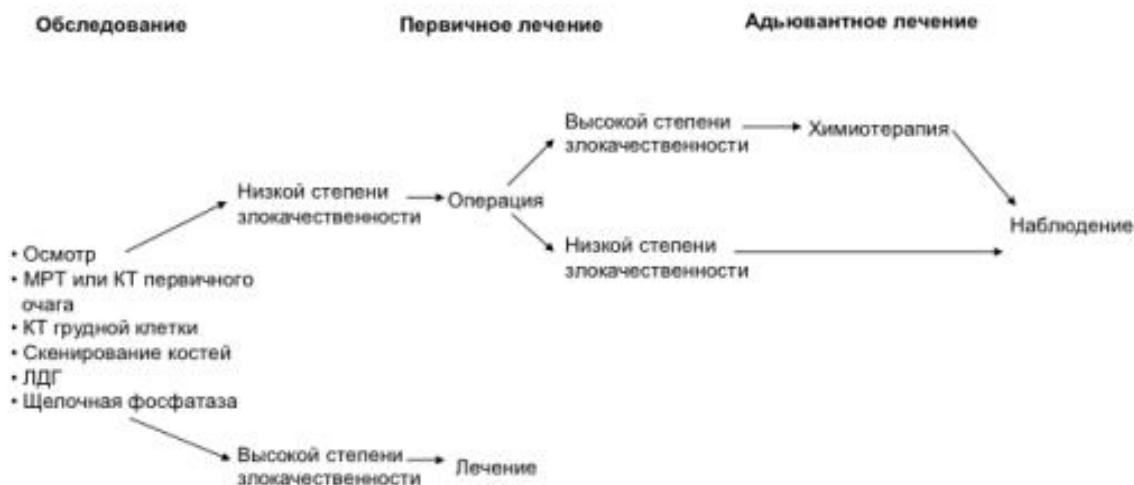 Обследование
Первичное лечение
Адьювантное лечение
Высокой степени
злокачественности
Химиотерапия
Низкой степени
злокачественности
Операция
Наблюдение
Низкой степени
злокачественности
• Осмотр
• МРТ или КТ первичного
очага
• КТ грудной клетки
• Скенирование костей
• ЛДГ
• Щелочная фосфатаза
Высокой степени
злокачественности
Лечение